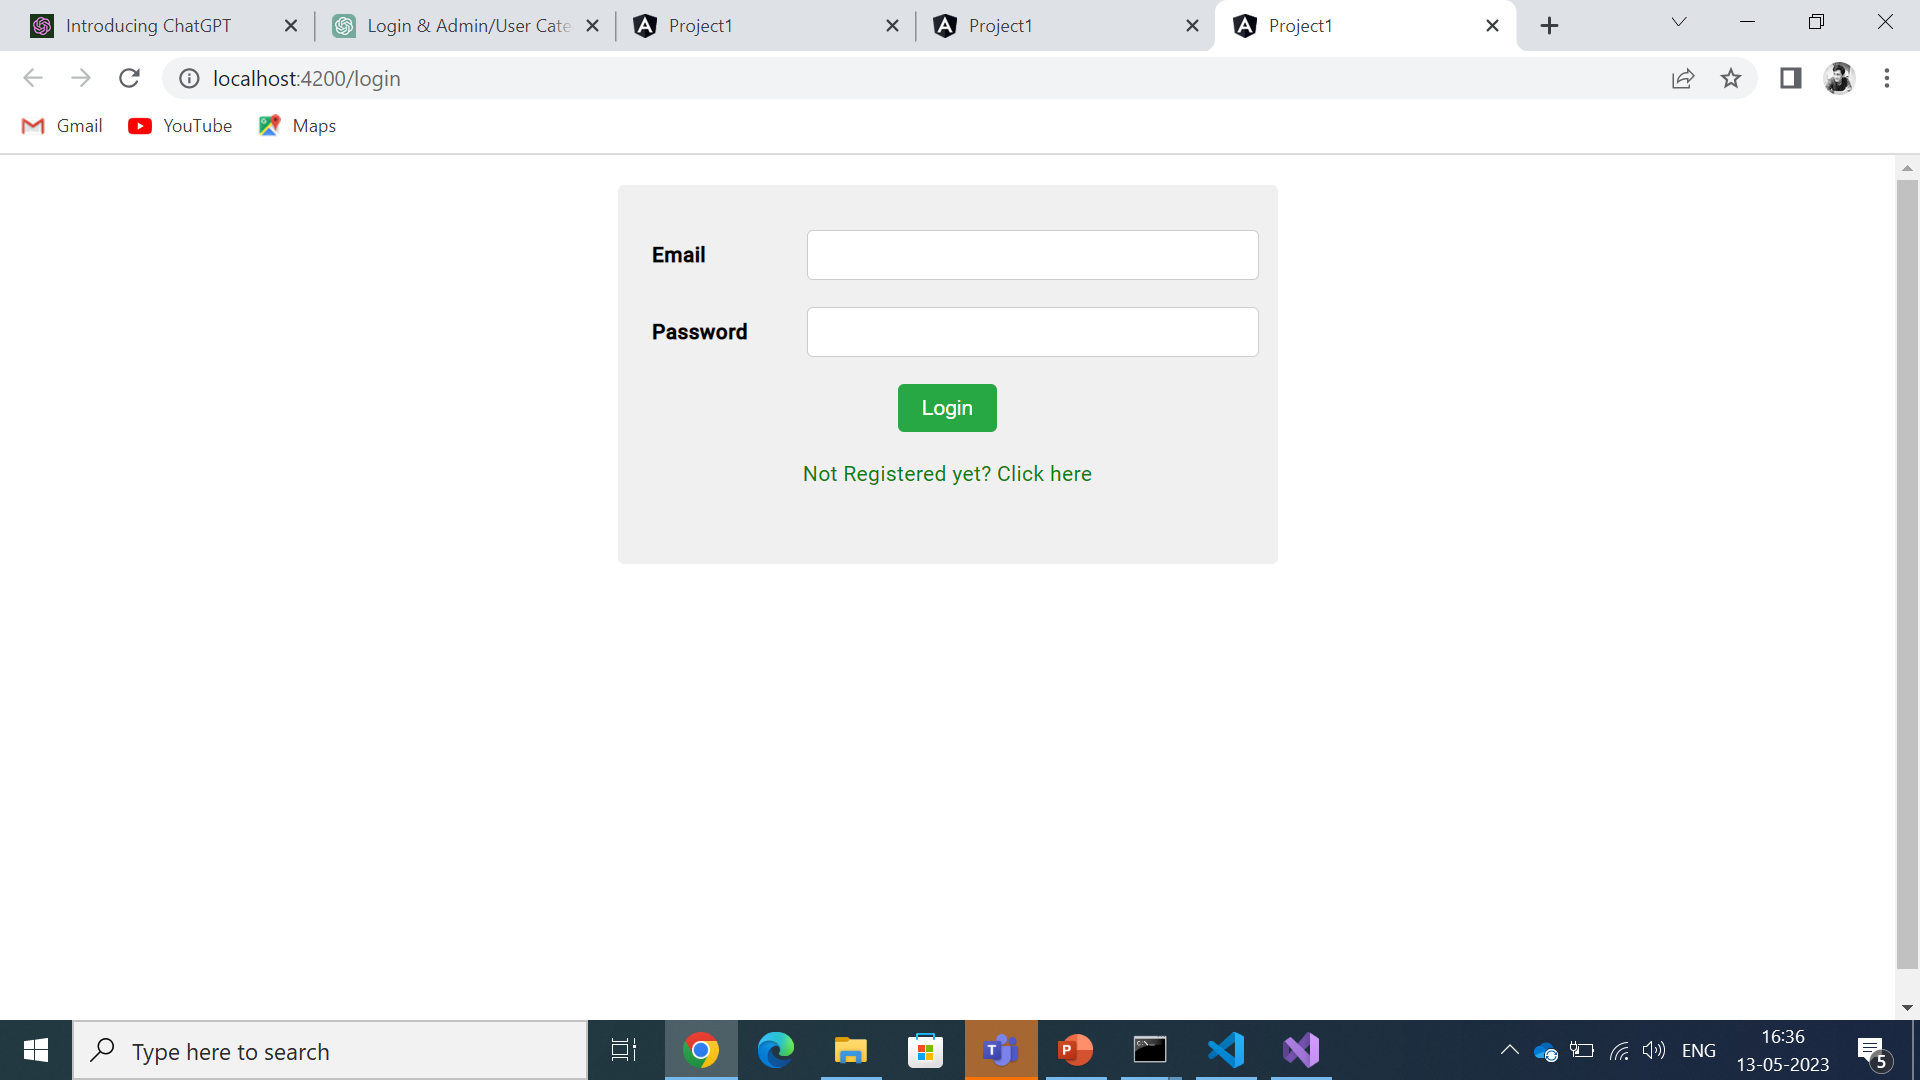 Introducing ChatGPT
Login & Admin/User Cate
Project1
Project1
Project1
localhost:4200/login
Gmail
YouTube
Maps
Email
Password
Login
Not Registered yet? Click here
Type here to search
ENG
16:36
13-05-2023
5